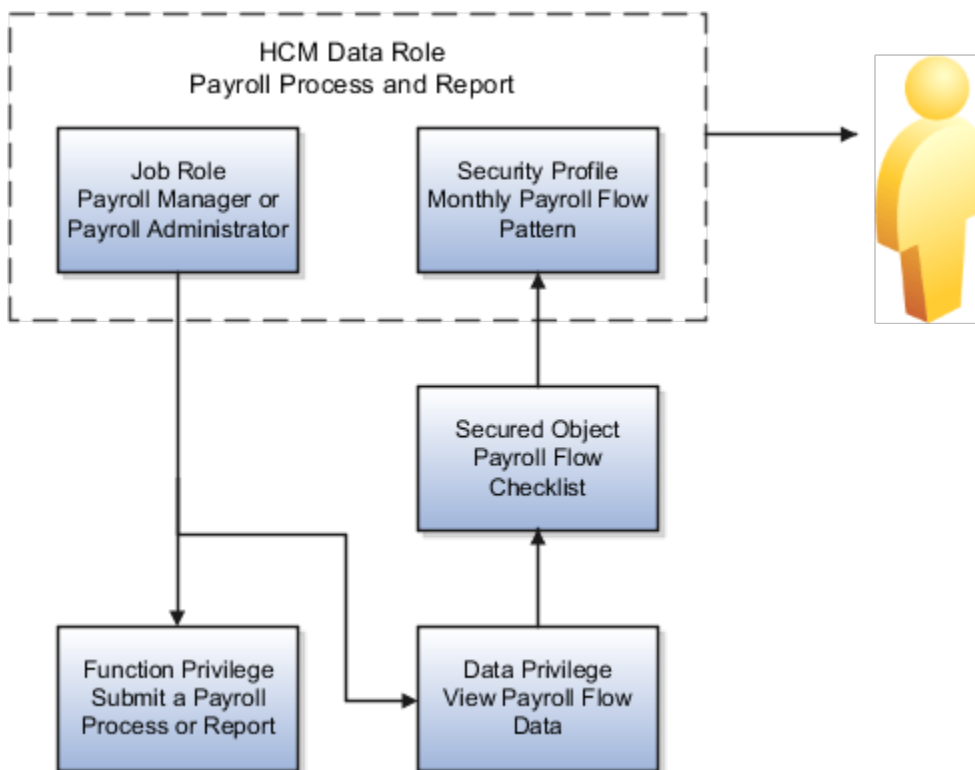 HCM Data Role
Payroll Process and Report
Job Role
Payroll Manager or
Payroll Administrator
Security Profile
Monthly Payroll Flow
Pattern
Secured Object
Payroll Flow
Checklist
Function Privilege
Submit a Payroll
Process or Report
Data Privilege
View Payroll Flow
Data